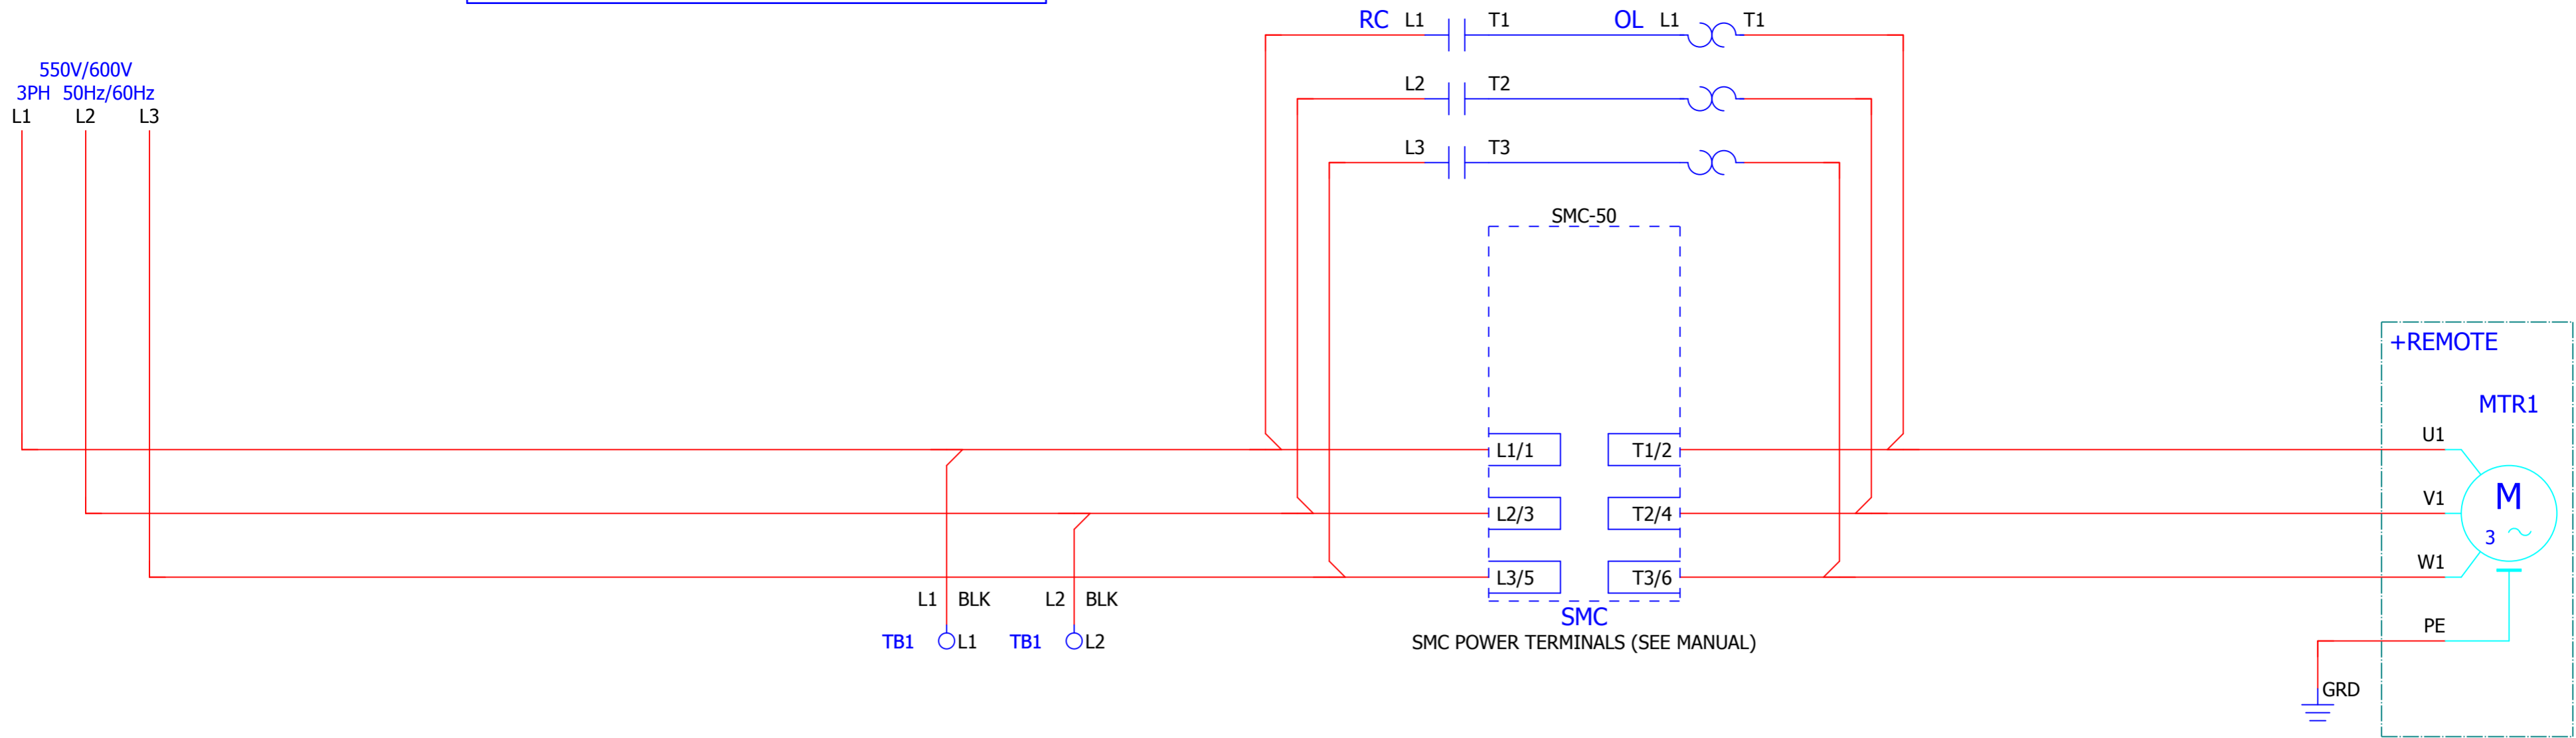 RC L1 T1 OL L1 T1
550V/600V
3PH 50Hz/60Hz
L1 L2 L3
L2 T2
L3 T3
SMC-50
+REMOTE
MTR1
L1/1 T1/2 U1
L2/3 T2/4 V1
M
3
L3/5 T3/6 W1
L1 BLK L2 BLK
SMC
TB1 L1 TB1 L2
SMC POWER TERMINALS (SEE MANUAL)
PE
GRD